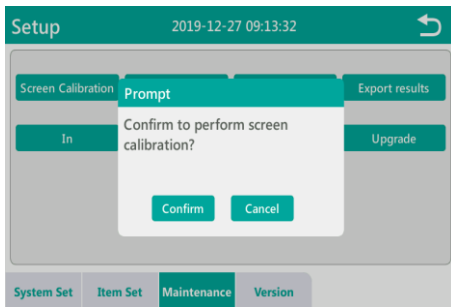 Setup
2019-12-27 09:13:32
Screen Calibration
Export results
Prompt
Confirm to perform screen
calibration?
In
Upgrade
Confirm
Cancel
System Set
Item Set
Maintenance
Version